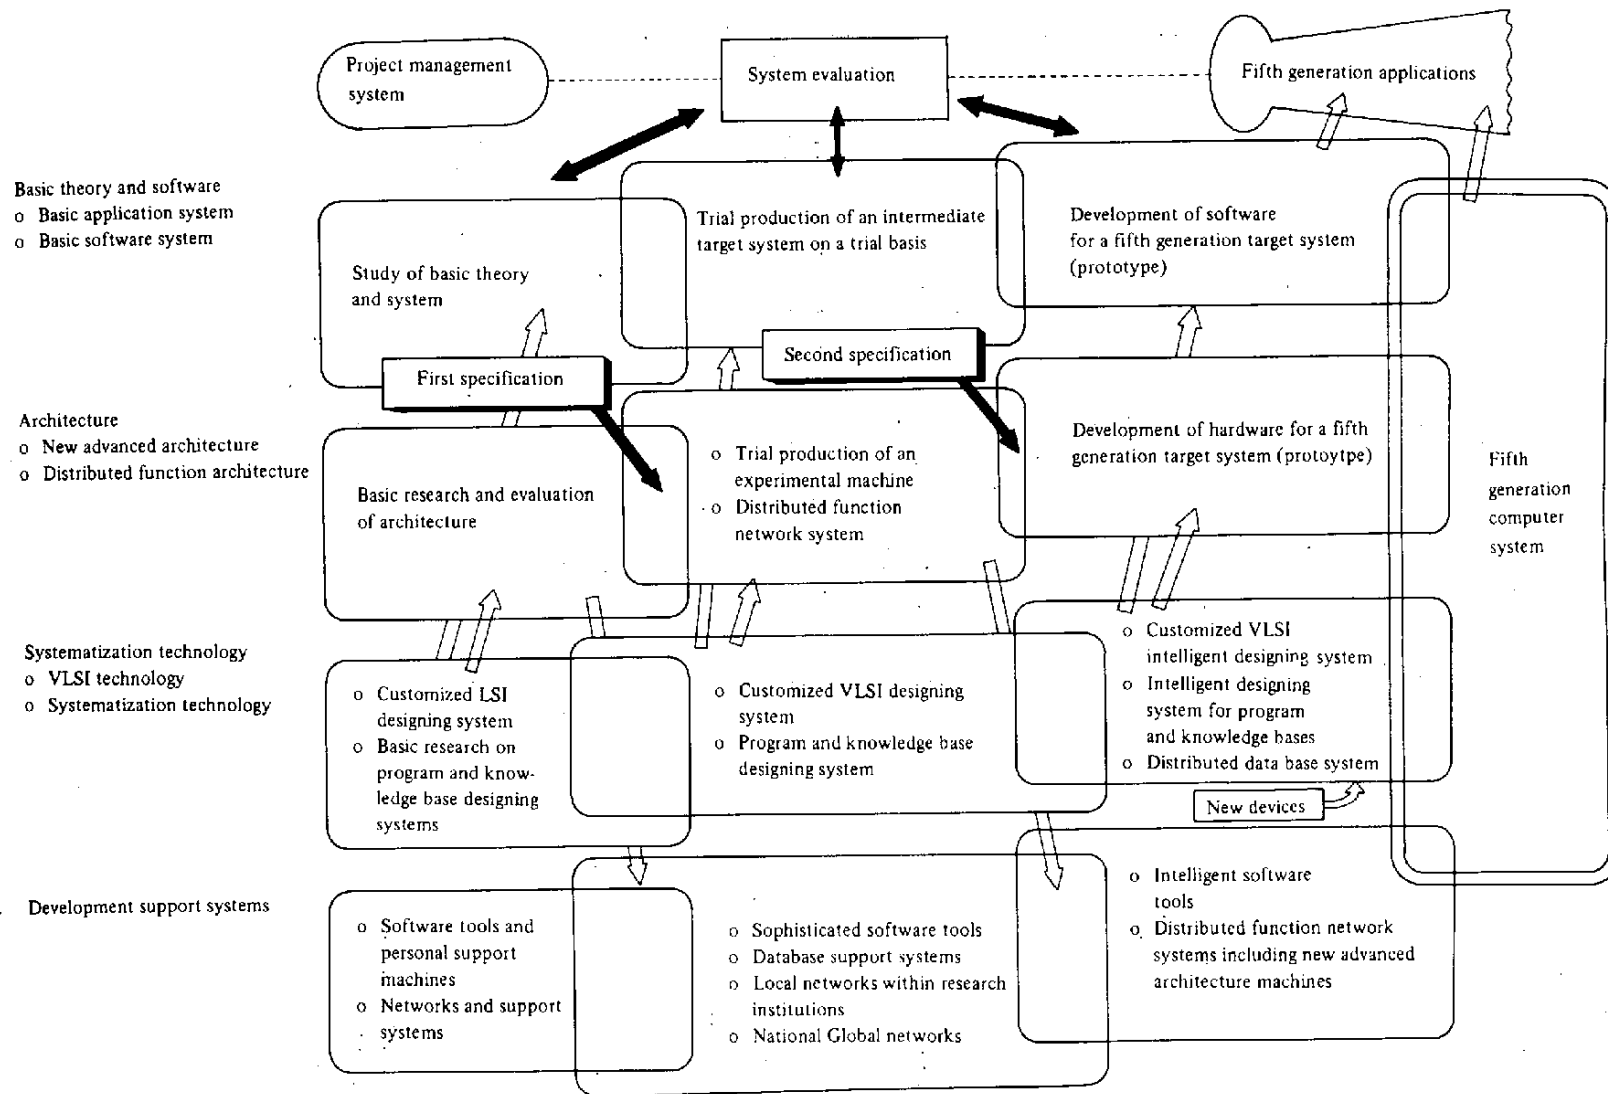 Project management
system
System evaluation
Fifth generation applications
Basic theory and software
o Basic application system
o Basic software system
Study of basic theory
and system
Trial production of an intermediate
target system on a trial basis
Development of software
for a fifth generation target system
(prototype)
First specification
Second specification
Architecture
o New advanced architecture
o Distributed function architecture
Basic research and evaluation
of architecture
o Trial production of an
experimental machine
o Distributed function
network system
Development of hardware for a fifth
generation target system (protoytpe)
Fifth
generation
computer
system
Systematization technology
o VLSI technology
o Systematization technology
o Customized LSI
designing system
o Basic research on
program and know-
ledge base designing
systems
o Customized VLSI designing
system
o Program and knowledge base
designing system
o Customized VLSI
intelligent designing system
o Intelligent designing
system for program
and knowledge bases
o Distributed data base system
New devices
Development support systems
o Software tools and
personal support
machines
o Networks and support
systems
o Sophisticated software tools
o Database support systems
o Local networks within research
institutions
o National Global networks
o Intelligent software
tools
o Distributed function network
systems including new advanced
architecture machines